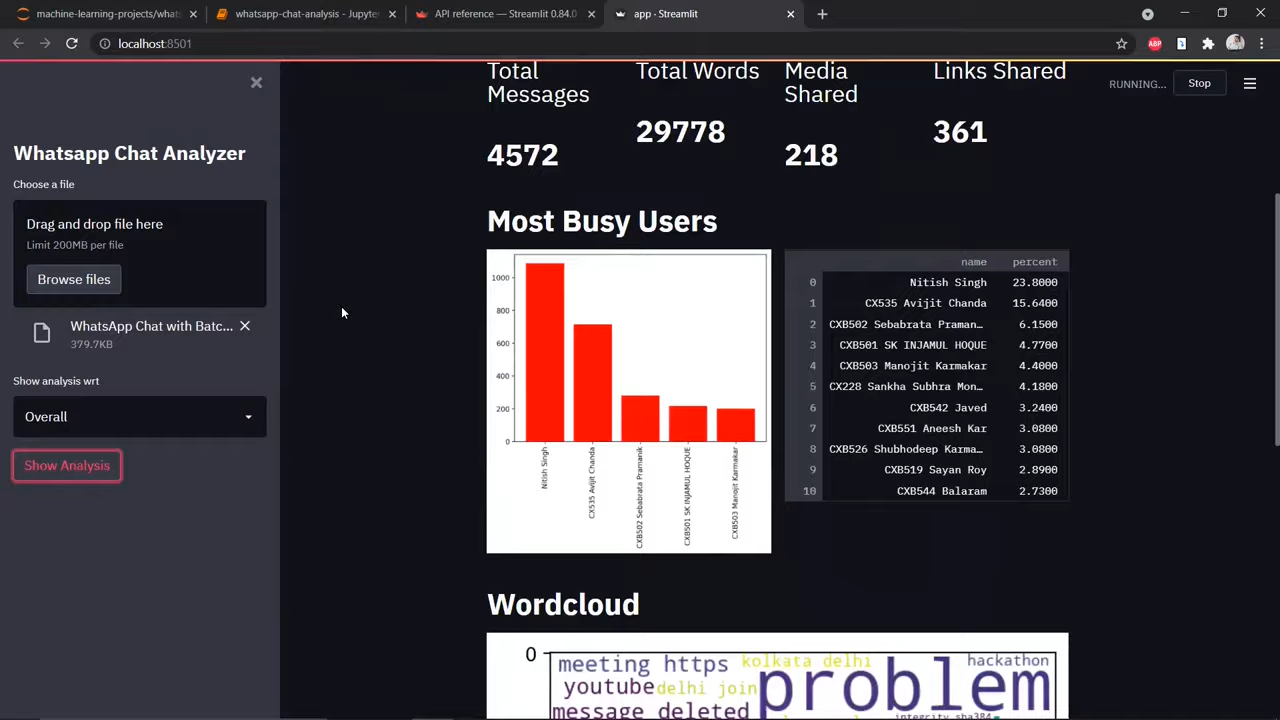 machine-learning-projects/whats
whatsapp-chat-analysis - Jupyte
API reference — Streamlit 0.84.0
app · Streamlit
localhost:8501
ABP
RUNNING...
Stop
Whatsapp Chat Analyzer
Choose a file
Drag and drop file here
Limit 200MB per file
Browse files
WhatsApp Chat with Batc...
379.7KB
Show analysis wrt
Overall
Show Analysis
Total Messages
Total Words
Media Shared
Links Shared
4572
29778
218
361
Most Busy Users
1000
800
600
400
200
0
Nitish Singh
CX535 Avijit Chanda
CXB502 Sebabrata Pramanik
CXB501 SK INJAMUL HOQUE
CXB503 Manojit Karmakar
name percent
0 Nitish Singh 23.8000
1 CX535 Avijit Chanda 15.6400
2 CXB502 Sebabrata Praman… 6.1500
3 CXB501 SK INJAMUL HOQUE 4.7700
4 CXB503 Manojit Karmakar 4.4000
5 CX228 Sankha Subhra Mon… 4.1800
6 CXB542 Javed 3.2400
7 CXB551 Aneesh Kar 3.0800
8 CXB526 Shubhodeep Karma… 3.0800
9 CXB519 Sayan Roy 2.8900
10 CXB544 Balaram 2.7300
Wordcloud
0
meeting https
kolkata delhi
hackathon
youtube
delhi join
problem
message deleted
integrity sha384